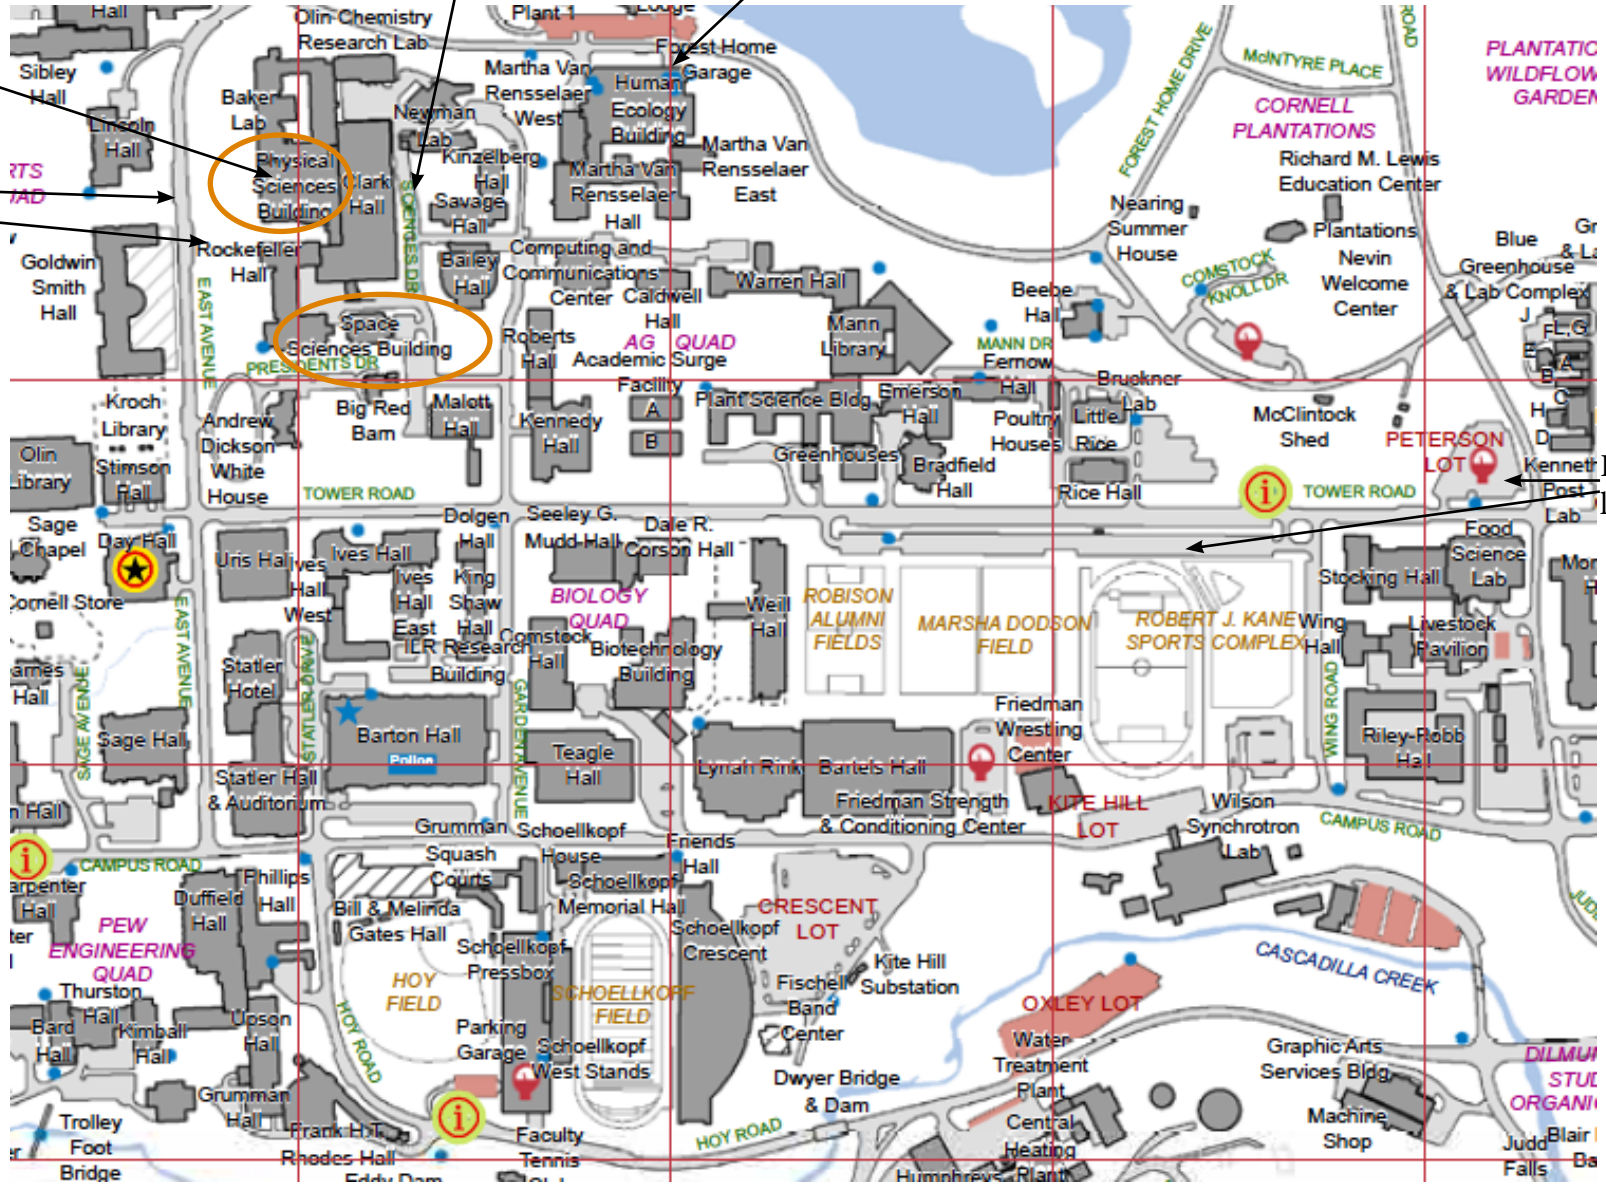 Hall
Olin Chemistry
Research Lab
Plant 1
Lodge
Forest Home
Garage
Sibley
Hall
Baker
Lab
Lincoln
Hall
Newman
Lab
Martha Van
Rensselaer
West
Human
Ecology
Building
Kinzelberg
Hall
Martha Van
Rensselaer
East
Martha Van
Rensselaer
Hall
Physical
Sciences
Building
Clark
Hall
Savage
Hall
SCIENCES DR
Rockefeller
Hall
Bailey
Hall
Computing and
Communications
Center
Caldwell
Hall
Warren Hall
Goldwin
Smith
Hall
EAST AVENUE
Space
Sciences Building
PRESIDENTS DR
Roberts
Hall
AG QUAD
Mann
Library
Beebe
Hall
MANN DR
Fernow
Hall
FOREST HOME DRIVE
McINTYRE PLACE
ROAD
CORNELL
PLANTATIONS
Richard M. Lewis
Education Center
Nearing
Summer
House
Plantations
Nevin
Welcome
Center
COMSTOCK
KNOLL DR
Blue
Greenhouse
& Lab Complex
J
F
L,G
E
A
B
C
H
D
Kroch
Library
Andrew
Dickson
White
House
Big Red
Barn
Malott
Hall
Kennedy
Hall
Academic Surge
Facility
A
B
Plant Science Bldg
Emerson
Hall
Greenhouses
Bradfield
Hall
Poultry
Houses
Little
Rice
Bruckner
Lab
Rice Hall
McClintock
Shed
PETERSON
LOT
Kenneth
Post
Lab
Olin
Library
Stimson
Hall
TOWER ROAD
TOWER ROAD
Sage
Chapel
Day Hall
Cornell Store
Uris Hall
Ives Hall
Ives
Hall
West
Ives
Hall
East
Dolgen
Hall
King
Shaw
Hall
Seeley G.
Mudd Hall
Dale R.
Corson Hall
BIOLOGY
QUAD
Weill
Hall
ROBISON
ALUMNI
FIELDS
MARSHA DODSON
FIELD
ROBERT J. KANE
SPORTS COMPLEX
Stocking Hall
Food
Science
Lab
Wing
Hall
Livestock
Pavilion
EAST AVENUE
Statler
Hotel
STATLER DRIVE
ILR Research
Building
Comstock
Hall
Biotechnology
Building
SAGE AVENUE
Sage Hall
Barton Hall
Police
GARDEN AVENUE
Teagle
Hall
Lynah Rink
Bartels Hall
Friedman
Wrestling
Center
WING ROAD
Riley-Robb
Hall
Statler Hall
& Auditorium
Friedman Strength
& Conditioning Center
KITE HILL
LOT
Wilson
Synchrotron
Lab
CAMPUS ROAD
CAMPUS ROAD
Grumman
Squash
Courts
Schoellkopf
House
Friends
Hall
Schoellkopf
Memorial Hall
Duffield
Hall
Phillips
Hall
Bill & Melinda
Gates Hall
Schoellkopf
Crescent
CRESCENT
LOT
PEW
ENGINEERING
QUAD
HOY
FIELD
Schoellkopf
Pressbox
SCHOELLKOPF
FIELD
Fischell
Band
Center
Kite Hill
Substation
CASCADILLA CREEK
OXLEY LOT
Thurston
Hall
Bard
Hall
Kimball
Hall
Upson
Hall
HOY ROAD
Parking
Garage
Schoellkopf
West Stands
Dwyer Bridge
& Dam
Water
Treatment
Plant
Graphic Arts
Services Bldg
Machine
Shop
Grumman
Hall
Trolley
Foot
Bridge
Frank H.T.
Rhodes Hall
Eddy Dam
Faculty
Tennis
Club
HOY ROAD
Central
Heating
Plant
Humphreys
Judd
Falls
Blair